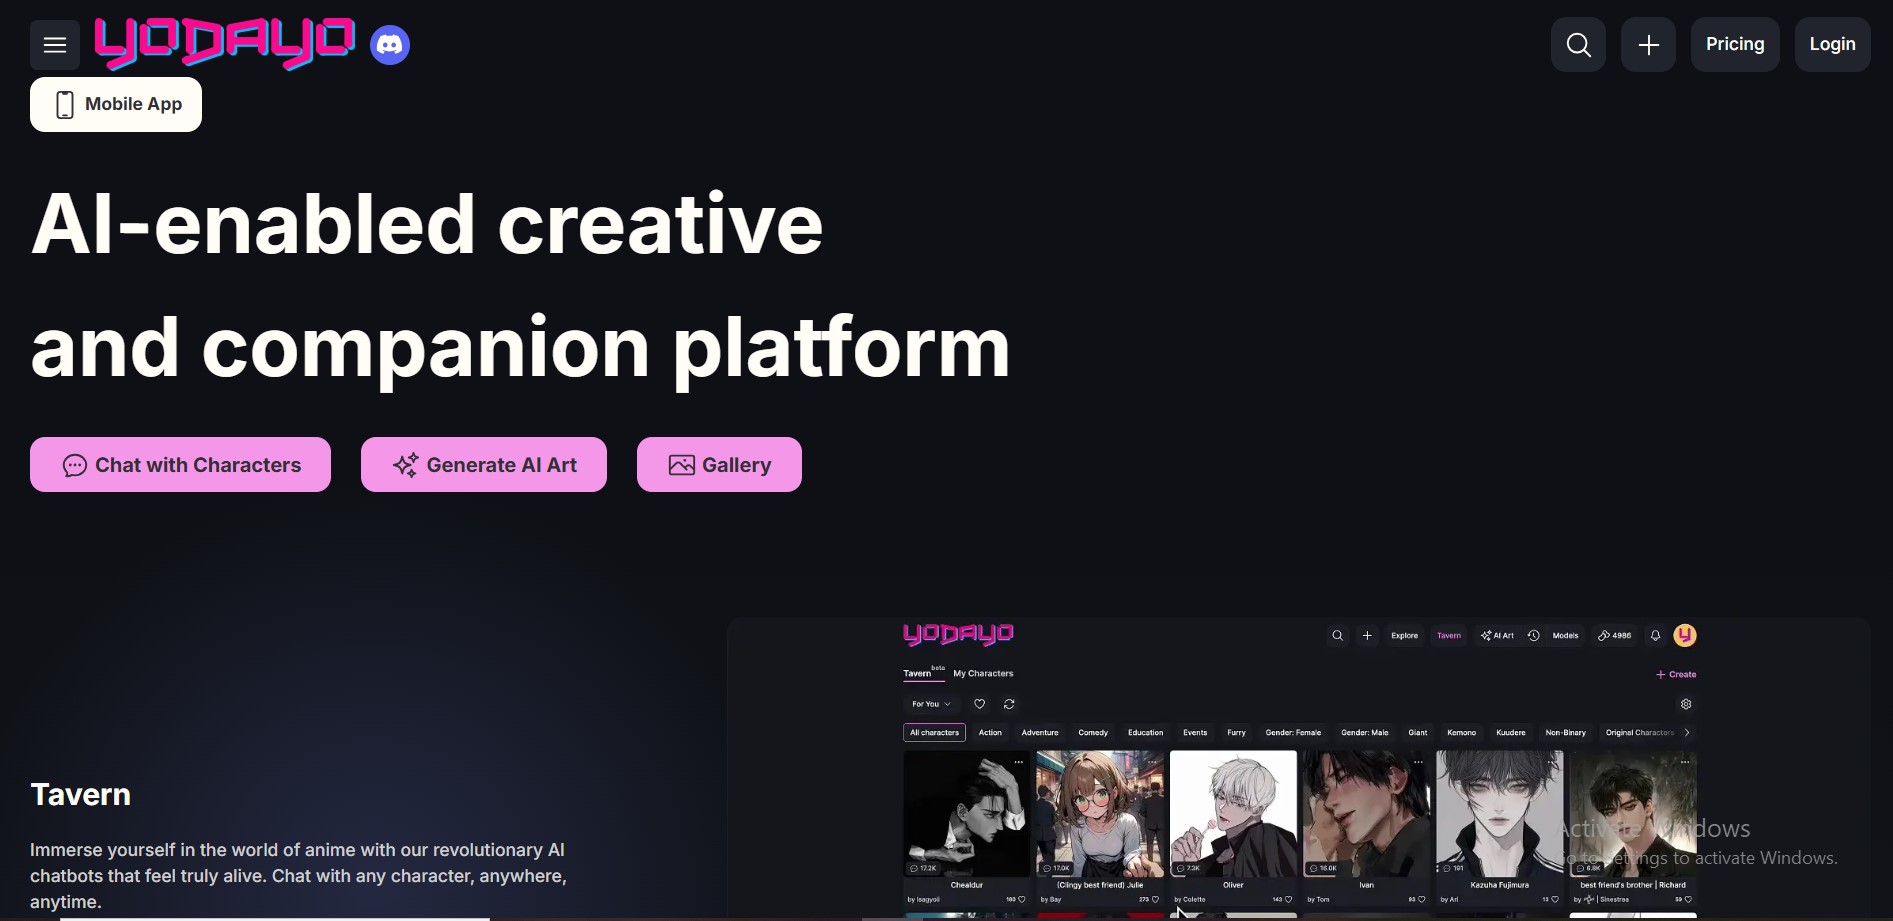 YODAYO
Pricing
Login
Mobile App
AI-enabled creative
and companion platform
Chat with Characters
Generate AI Art
Gallery
YODAYO
Explore
Tavern
AI Art
Models
4986
Tavern beta
My Characters
Create
For You
All characters
Action
Adventure
Comedy
Education
Events
Furry
Gender: Female
Gender: Male
Giant
Kemono
Kuudere
Non-Binary
Original Characters
Tavern
Immerse yourself in the world of anime with our revolutionary AI
chatbots that feel truly alive. Chat with any character, anywhere,
anytime.
17.2K
17.0K
7.3K
16.0K
191
6.8K
Chealdur
(Clingy best friend) Julie
Oliver
Ivan
Kazuha Fujimura
best friend's brother | Richard
by isagyoii
180
by Bay
273
by Colette
143
by Tom
83
by Ari
13
by
| Sinestros
59
Activate Windows
Go to Settings to activate Windows.